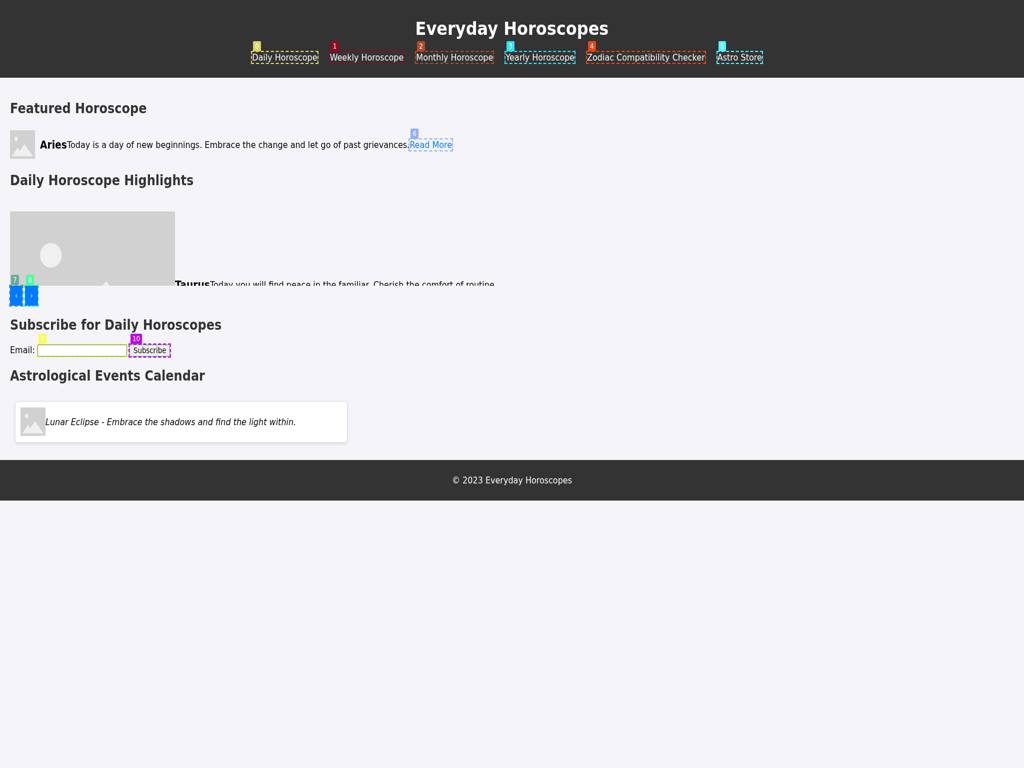 Everyday Horoscopes
0 1 2 3 4 5
Daily Horoscope Weekly Horoscope Monthly Horoscope Yearly Horoscope Zodiac Compatibility Checker Astro Store
Featured Horoscope
6
Aries Today is a day of new beginnings. Embrace the change and let go of past grievances. Read More
Daily Horoscope Highlights
7 8
Taurus Today you will find peace in the familiar. Cherish the comfort of routine.
‹ ›
Subscribe for Daily Horoscopes
9 10
Email: Subscribe
Astrological Events Calendar
Lunar Eclipse - Embrace the shadows and find the light within.
© 2023 Everyday Horoscopes